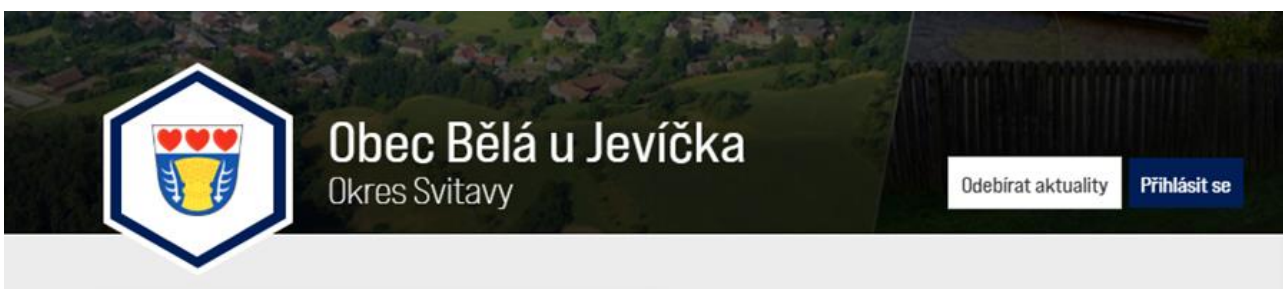 Obec Bělá u Jevíčka
Okres Svitavy
Odebírat aktuality
Přihlásit se